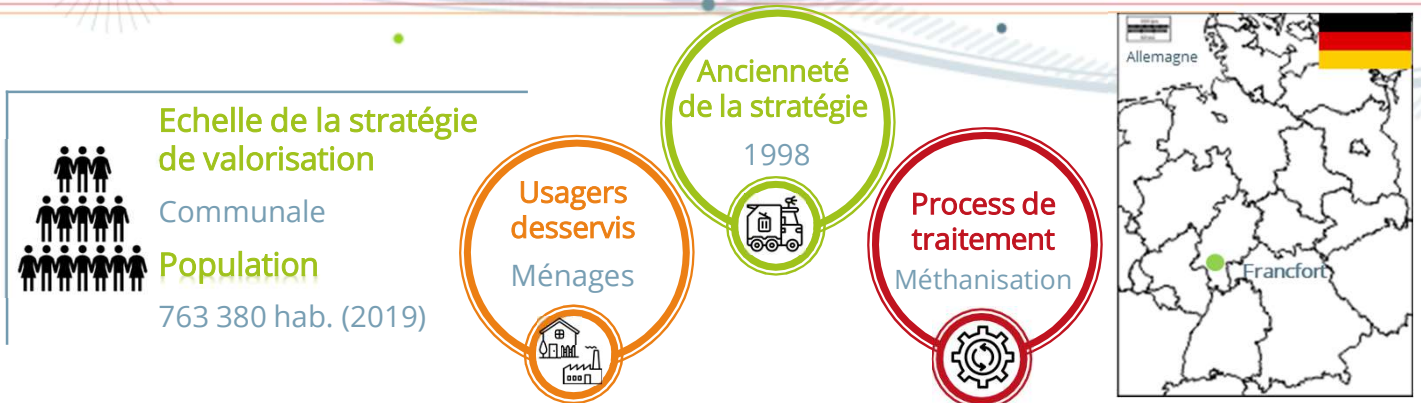 Echelle de la stratégie
de valorisation
Communale
Population
763 380 hab. (2019)
Usagers
desservis
Ménages
Ancienneté
de la stratégie
1998
Process de
traitement
Méthanisation
Allemagne
Francfort